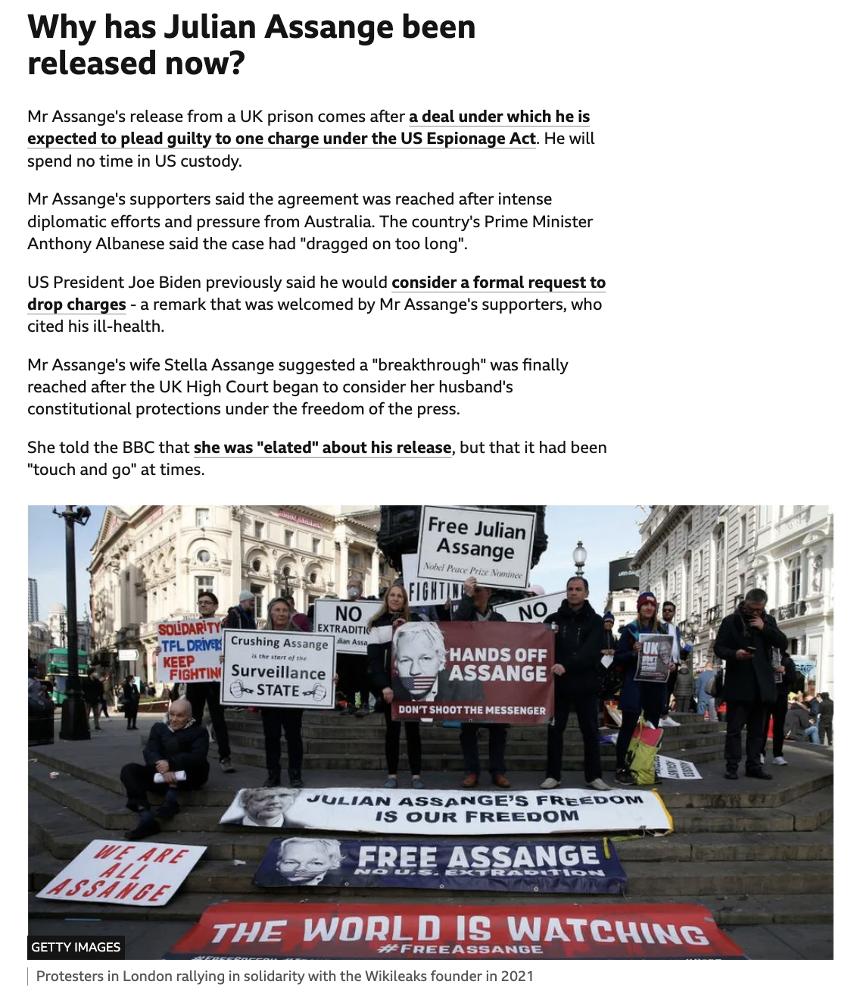 Why has Julian Assange been
released now?
Mr Assange's release from a UK prison comes after a deal under which he is
expected to plead guilty to one charge under the US Espionage Act. He will
spend no time in US custody.
Mr Assange's supporters said the agreement was reached after intense
diplomatic efforts and pressure from Australia. The country's Prime Minister
Anthony Albanese said the case had "dragged on too long".
US President Joe Biden previously said he would consider a formal request to
drop charges - a remark that was welcomed by Mr Assange's supporters, who
cited his ill-health.
Mr Assange's wife Stella Assange suggested a "breakthrough" was finally
reached after the UK High Court began to consider her husband's
constitutional protections under the freedom of the press.
She told the BBC that she was "elated" about his release, but that it had been
"touch and go" at times.
Free Julian
Assange
Nobel Peace Prize Nominee
FIGHTIN
NO
EXTRADITI
lian Assa
NO
SOLIDARITY
TFL DRIVERS
KEEP
FIGHTIN
Crushing Assange
is the start of the
Surveillance
STATE
HANDS OFF
ASSANGE
DON'T SHOOT THE MESSENGER
UK
DON'T
JULIAN ASSANGE'S FREEDOM
IS OUR FREEDOM
WE ARE
ALL
ASSANGE
FREE ASSANGE
NO U.S. EXTRADITION
THE WORLD IS WATCHING
#FREEASSANGE
GETTY IMAGES
Protesters in London rallying in solidarity with the Wikileaks founder in 2021